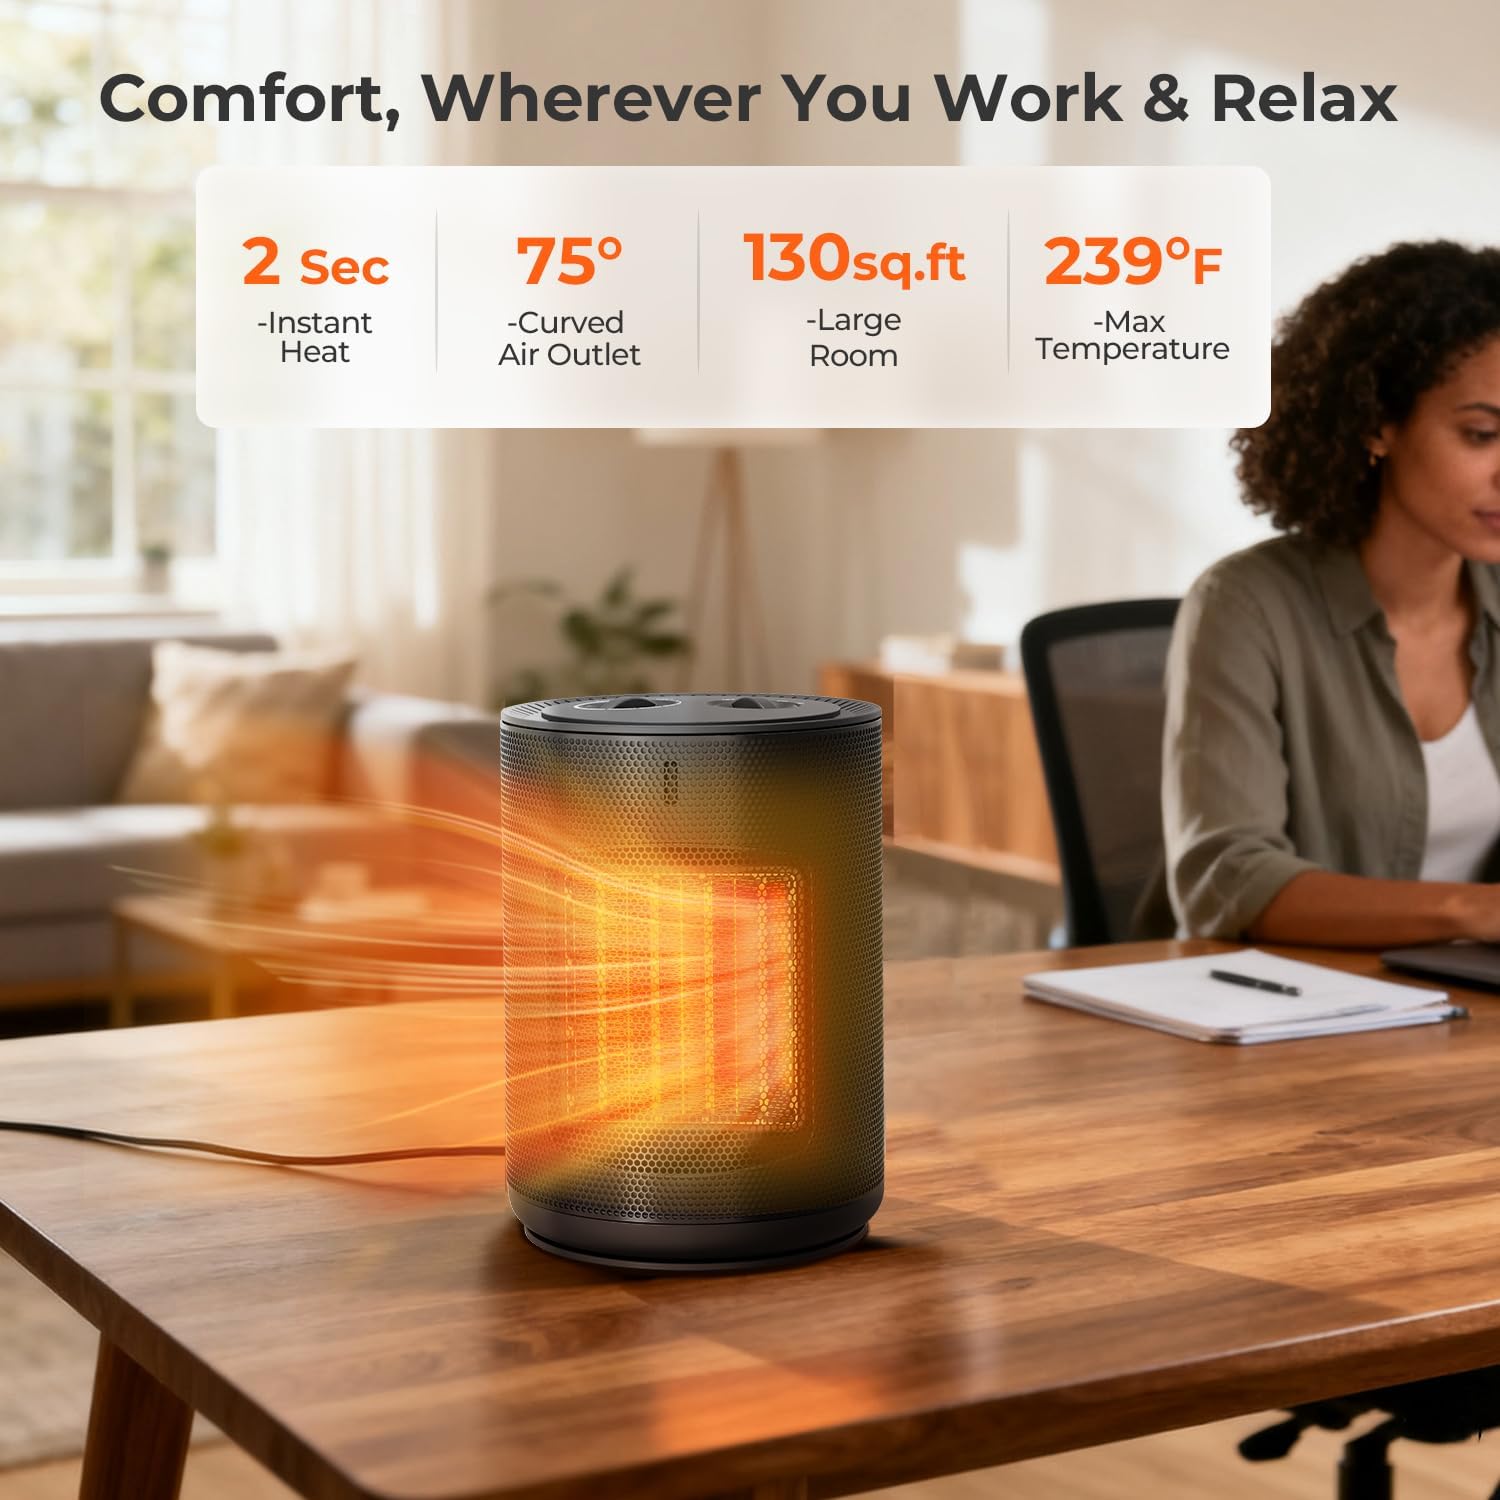 Comfort, Wherever You Work & Relax
2 Sec
-Instant
Heat
75°
-Curved
Air Outlet
130sq.ft
-Large
Room
239°F
-Max
Temperature